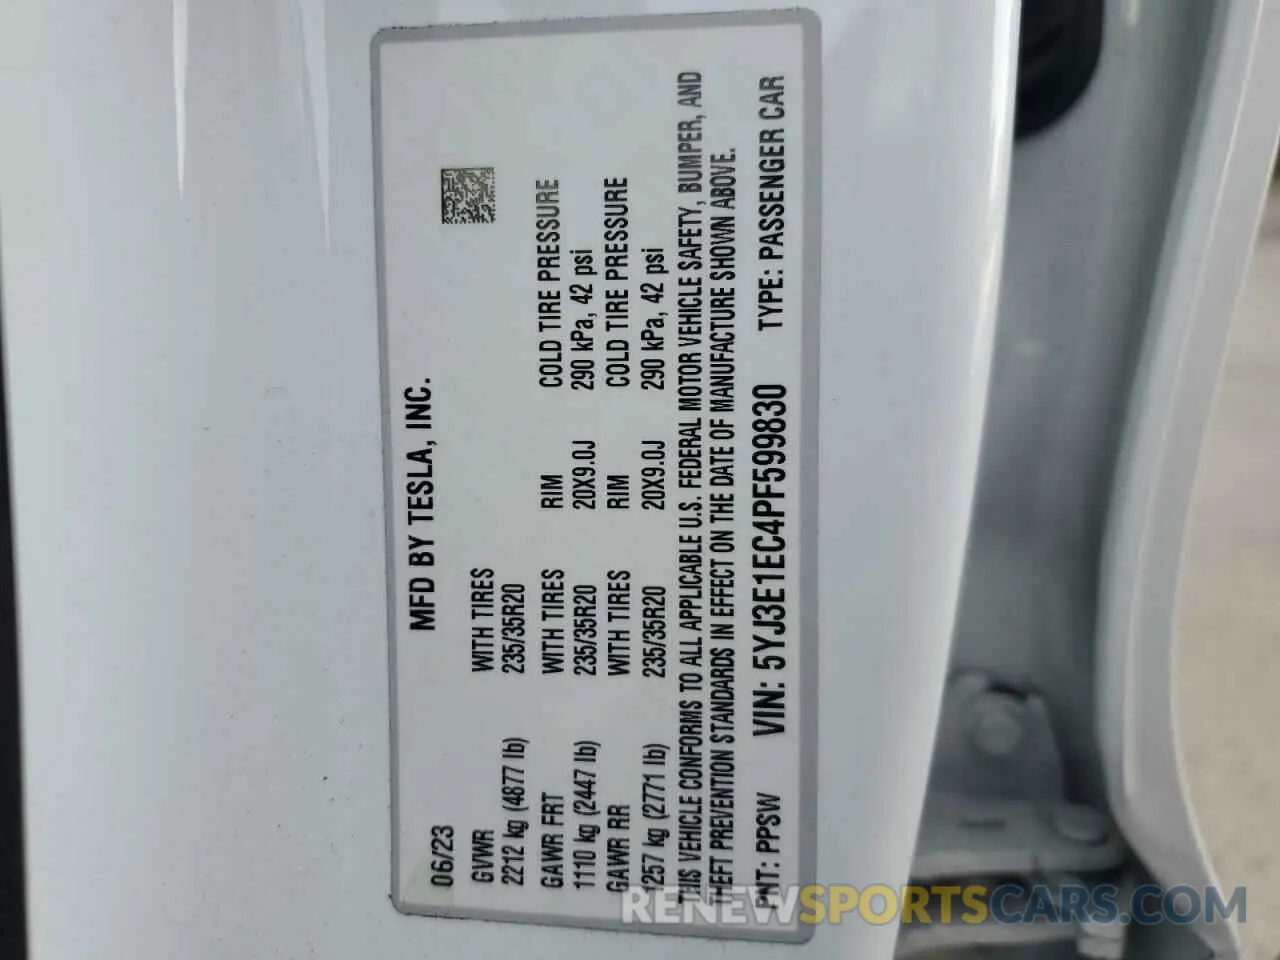 MFD BY TESLA, INC.
06/23
GVWR WITH TIRES
2212 kg (4877 lb) 235/35R20
GAWR FRT WITH TIRES RIM COLD TIRE PRESSURE
1110 kg (2447 lb) 235/35R20 20X9.0J 290 kPa, 42 psi
GAWR RR WITH TIRES RIM COLD TIRE PRESSURE
1257 kg (2771 lb) 235/35R20 20X9.0J 290 kPa, 42 psi
THIS VEHICLE CONFORMS TO ALL APPLICABLE U.S. FEDERAL MOTOR VEHICLE SAFETY, BUMPER, AND
THEFT PREVENTION STANDARDS IN EFFECT ON THE DATE OF MANUFACTURE SHOWN ABOVE.
PNT: PPSW VIN: 5YJ3E1EC4PF599830 TYPE: PASSENGER CAR
RENEWSPORTSCARS.COM